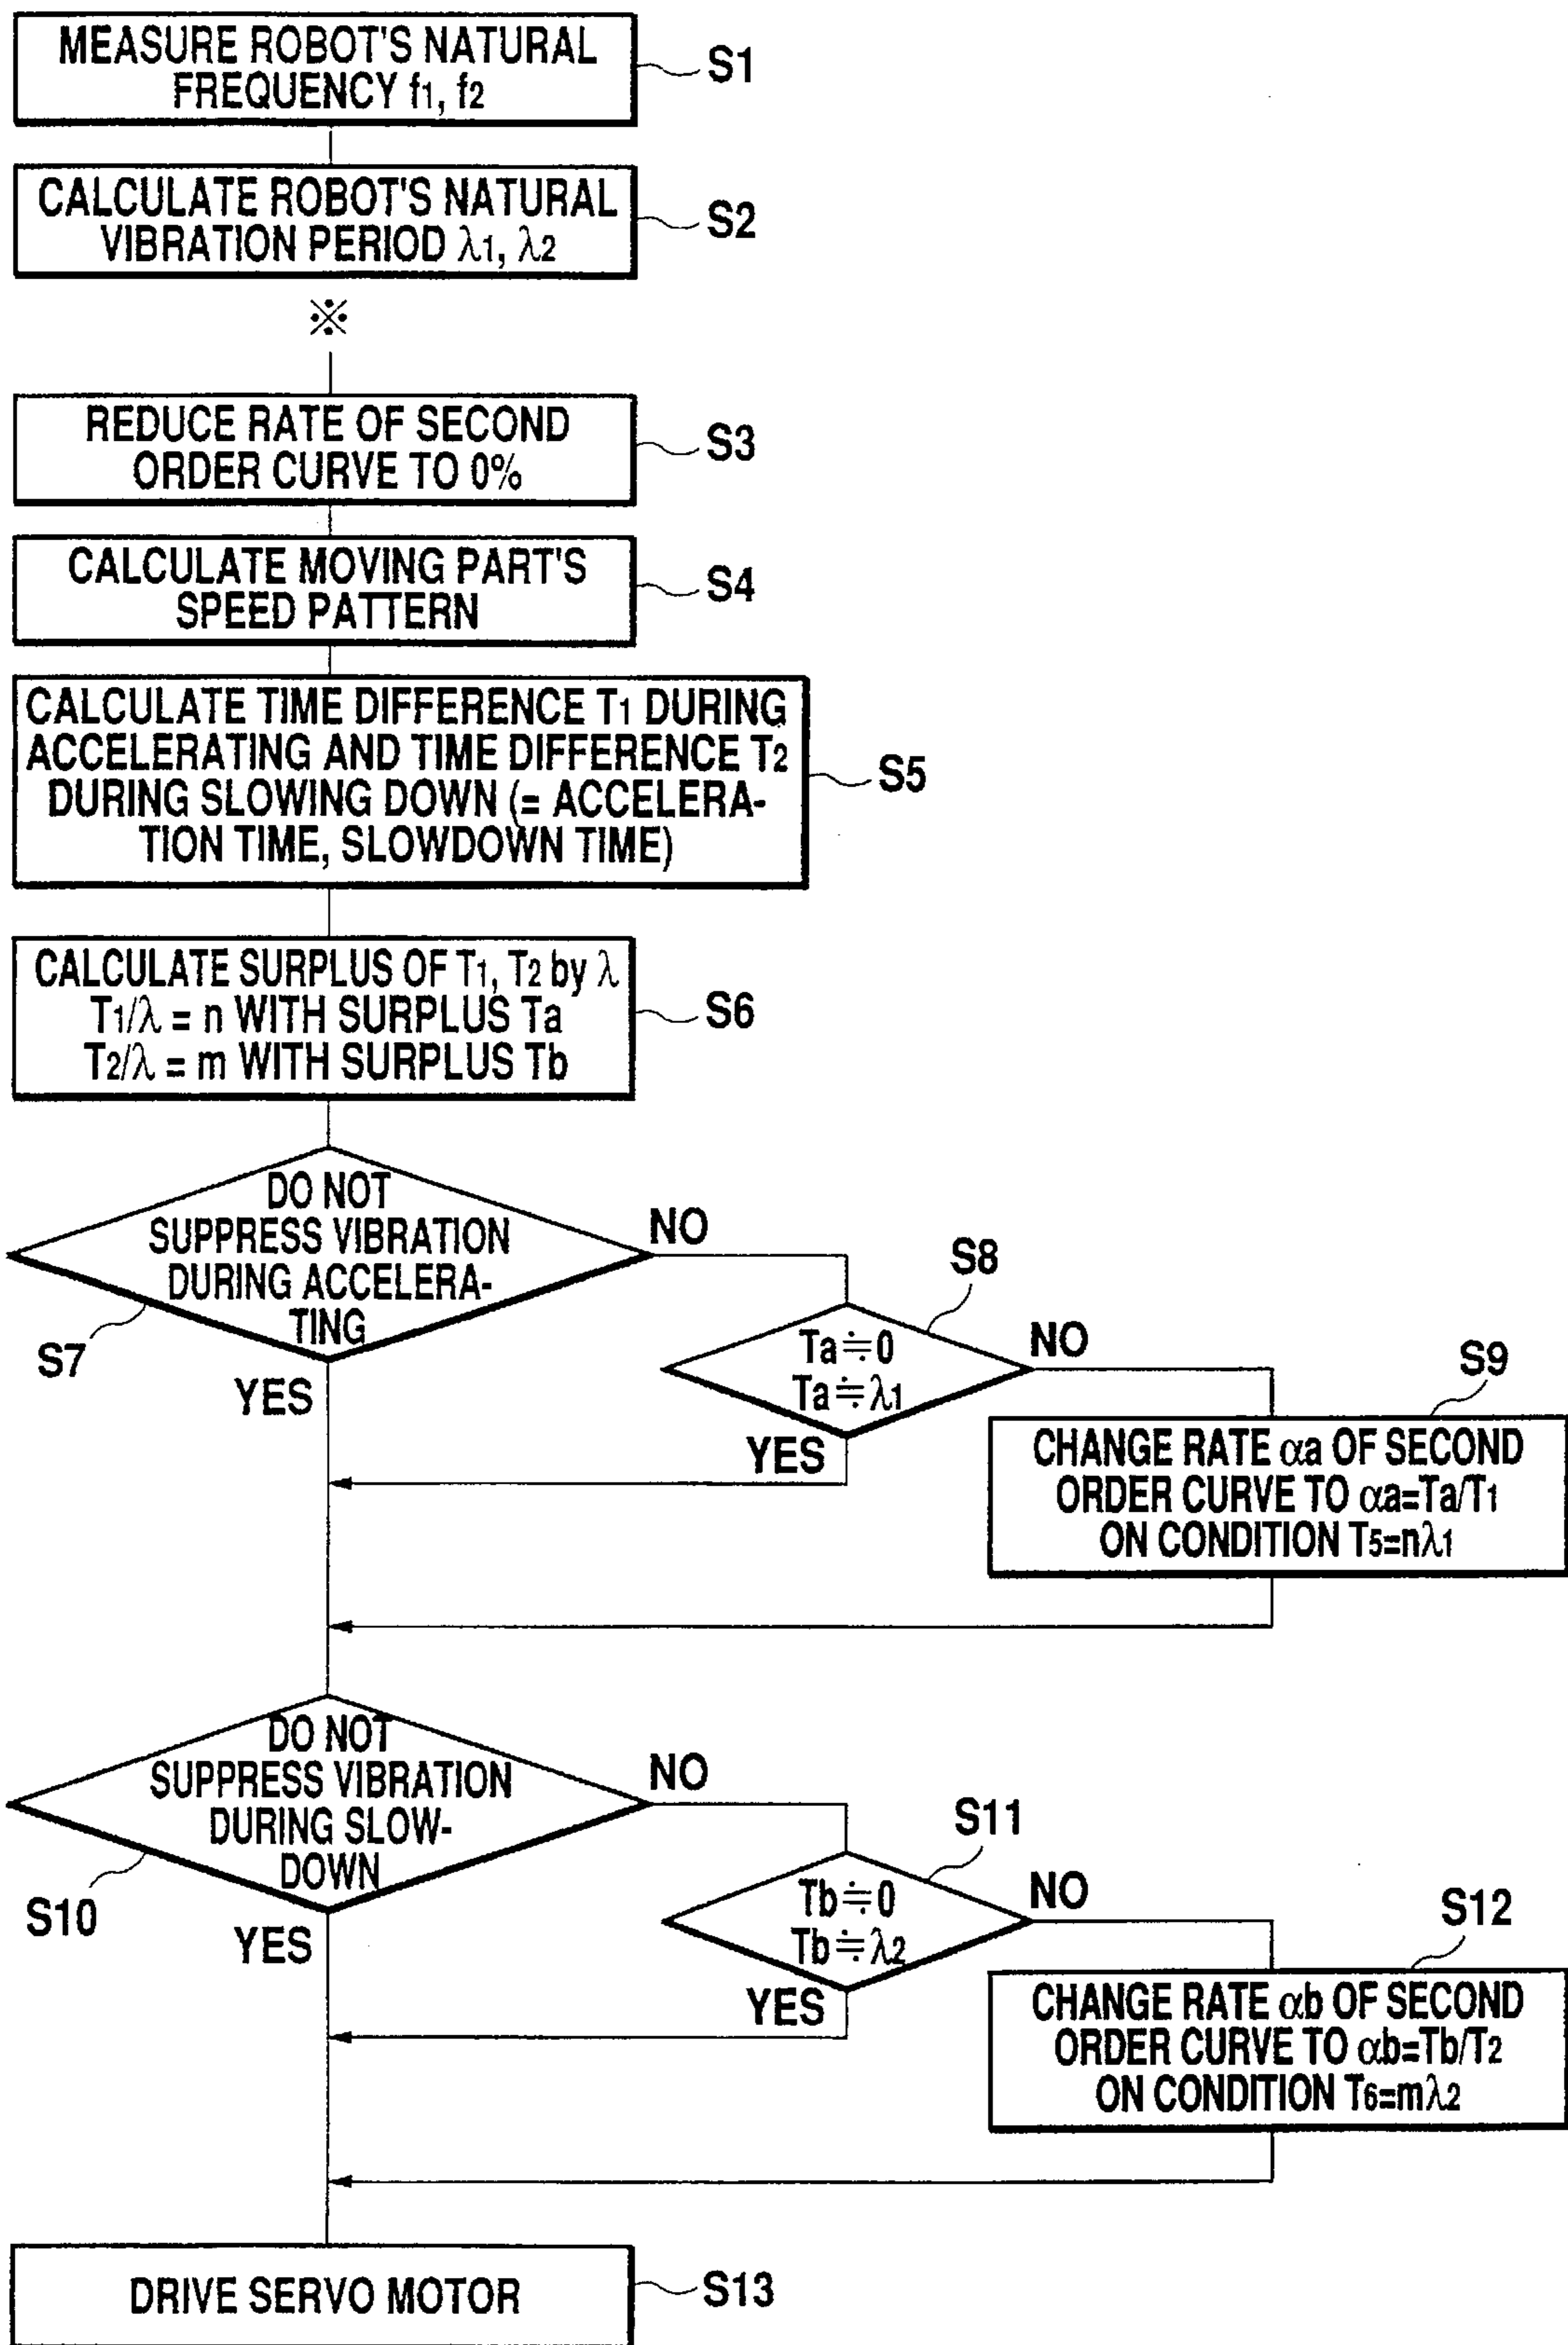 MEASURE ROBOT'S NATURAL
FREQUENCY f1, f2
S1
CALCULATE ROBOT'S NATURAL
VIBRATION PERIOD λ1, λ2
S2
※
REDUCE RATE OF SECOND
ORDER CURVE TO 0%
S3
CALCULATE MOVING PART'S
SPEED PATTERN
S4
CALCULATE TIME DIFFERENCE T1 DURING
ACCELERATING AND TIME DIFFERENCE T2
DURING SLOWING DOWN (= ACCELERA-
TION TIME, SLOWDOWN TIME)
S5
CALCULATE SURPLUS OF T1, T2 by λ
T1/λ = n WITH SURPLUS Ta
T2/λ = m WITH SURPLUS Tb
S6
DO NOT
SUPPRESS VIBRATION
DURING ACCELERA-
TING
S7
NO
YES
S8
Ta≒0
Ta≒λ1
NO
YES
S9
CHANGE RATE αa OF SECOND
ORDER CURVE TO αa=Ta/T1
ON CONDITION T5=nλ1
DO NOT
SUPPRESS VIBRATION
DURING SLOW-
DOWN
S10
NO
YES
S11
Tb≒0
Tb≒λ2
NO
YES
S12
CHANGE RATE αb OF SECOND
ORDER CURVE TO αb=Tb/T2
ON CONDITION T6=mλ2
DRIVE SERVO MOTOR
S13